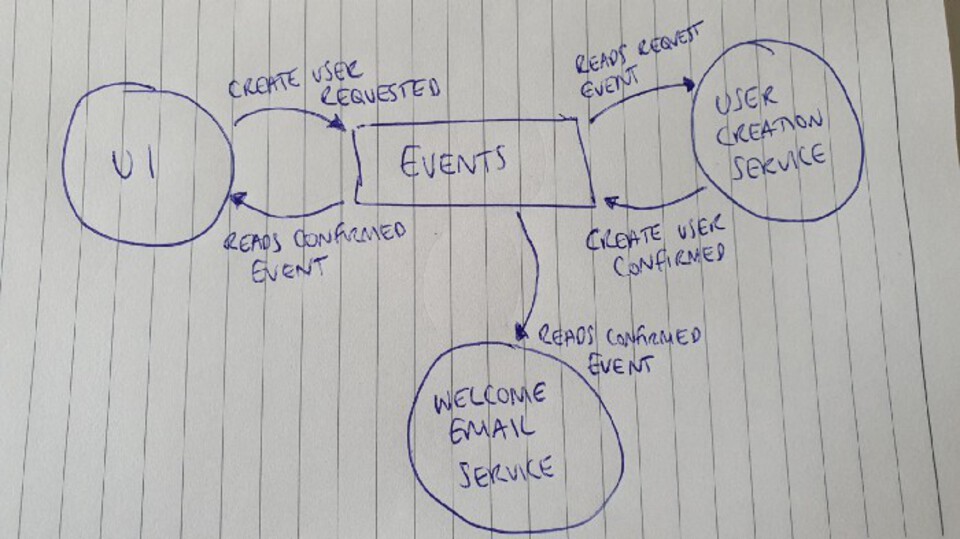 CREATE USER
REQUESTED
READS REQUEST
EVENT
UI
EVENTS
USER
CREATION
SERVICE
READS CONFIRMED
EVENT
CREATE USER
CONFIRMED
READS CONFIRMED
EVENT
WELCOME
EMAIL
SERVICE